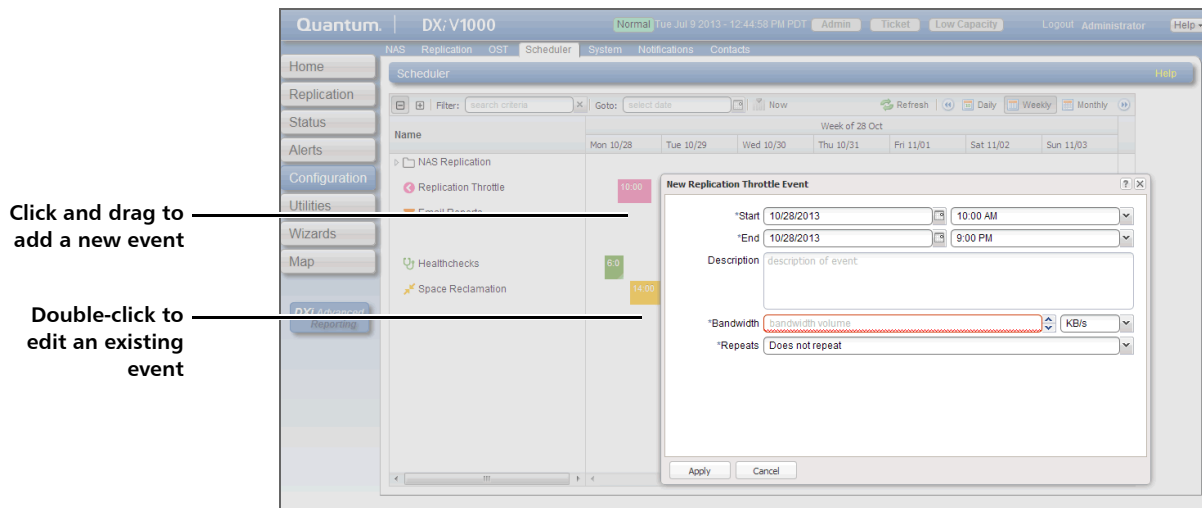 Quantum. DXi V1000 Normal Tue Jul 9 2013 - 12:44:58 PM PDT Admin Ticket Low Capacity Logout Administrator Help
NAS Replication OST Scheduler System Notifications Contacts
Home
Replication
Status
Alerts
Configuration
Utilities
Wizards
Map
DXi Advanced
Reporting
Scheduler Help
Filter: search criteria Goto: select date Now Refresh Daily Weekly Monthly
Name
Week of 28 Oct
Mon 10/28 Tue 10/29 Wed 10/30 Thu 10/31 Fri 11/01 Sat 11/02 Sun 11/03
NAS Replication
Replication Throttle 10:00
Email Reports
Healthchecks 6:0
Space Reclamation 14:00
Click and drag to
add a new event
Double-click to
edit an existing
event
New Replication Throttle Event
*Start 10/28/2013 10:00 AM
*End 10/28/2013 9:00 PM
Description description of event
*Bandwidth bandwidth volume KB/s
*Repeats Does not repeat
Apply Cancel